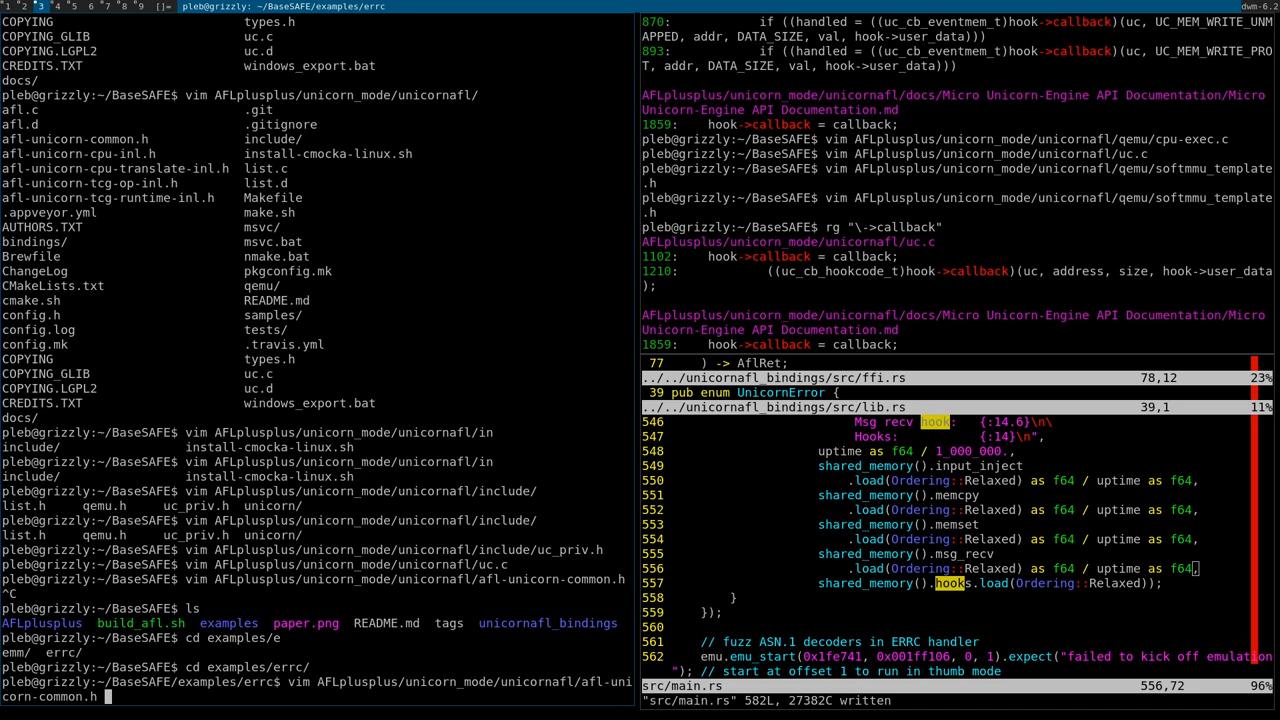 1 2 3 4 5 6 7 8 9 []= pleb@grizzly:~/BaseSAFE/examples/errc dwm-6.2
COPYING types.h
COPYING_GLIB uc.c
COPYING.LGPL2 uc.d
CREDITS.TXT windows_export.bat
docs/
pleb@grizzly:~/BaseSAFE$ vim AFLplusplus/unicorn_mode/unicornafl/
afl.c .git
afl.d .gitignore
afl-unicorn-common.h include/
afl-unicorn-cpu-inl.h install-cmocka-linux.sh
afl-unicorn-cpu-translate-inl.h list.c
afl-unicorn-tcg-op-inl.h list.d
afl-unicorn-tcg-runtime-inl.h Makefile
.appveyor.yml make.sh
AUTHORS.TXT msvc/
bindings/ msvc.bat
Brewfile nmake.bat
ChangeLog pkgconfig.mk
CMakeLists.txt qemu/
cmake.sh README.md
config.h samples/
config.log tests/
config.mk .travis.yml
COPYING types.h
COPYING_GLIB uc.c
COPYING.LGPL2 uc.d
CREDITS.TXT windows_export.bat
docs/
pleb@grizzly:~/BaseSAFE$ vim AFLplusplus/unicorn_mode/unicornafl/in
include/ install-cmocka-linux.sh
pleb@grizzly:~/BaseSAFE$ vim AFLplusplus/unicorn_mode/unicornafl/in
include/ install-cmocka-linux.sh
pleb@grizzly:~/BaseSAFE$ vim AFLplusplus/unicorn_mode/unicornafl/include/
list.h qemu.h uc_priv.h unicorn/
pleb@grizzly:~/BaseSAFE$ vim AFLplusplus/unicorn_mode/unicornafl/include/
list.h qemu.h uc_priv.h unicorn/
pleb@grizzly:~/BaseSAFE$ vim AFLplusplus/unicorn_mode/unicornafl/include/uc_priv.h
pleb@grizzly:~/BaseSAFE$ vim AFLplusplus/unicorn_mode/unicornafl/uc.c
pleb@grizzly:~/BaseSAFE$ vim AFLplusplus/unicorn_mode/unicornafl/afl-unicorn-common.h
^C
pleb@grizzly:~/BaseSAFE$ ls
AFLplusplus build_afl.sh examples paper.png README.md tags unicornafl_bindings
pleb@grizzly:~/BaseSAFE$ cd examples/e
emm/ errc/
pleb@grizzly:~/BaseSAFE$ cd examples/errc/
pleb@grizzly:~/BaseSAFE/examples/errc$ vim AFLplusplus/unicorn_mode/unicornafl/afl-uni
corn-common.h
870: if ((handled = ((uc_cb_eventmem_t)hook->callback)(uc, UC_MEM_WRITE_UNM
APPED, addr, DATA_SIZE, val, hook->user_data)))
893: if ((handled = ((uc_cb_eventmem_t)hook->callback)(uc, UC_MEM_WRITE_PRO
T, addr, DATA_SIZE, val, hook->user_data)))
AFLplusplus/unicorn_mode/unicornafl/docs/Micro Unicorn-Engine API Documentation/Micro
Unicorn-Engine API Documentation.md
1859: hook->callback = callback;
pleb@grizzly:~/BaseSAFE$ vim AFLplusplus/unicorn_mode/unicornafl/qemu/cpu-exec.c
pleb@grizzly:~/BaseSAFE$ vim AFLplusplus/unicorn_mode/unicornafl/uc.c
pleb@grizzly:~/BaseSAFE$ vim AFLplusplus/unicorn_mode/unicornafl/qemu/softmmu_template
.h
pleb@grizzly:~/BaseSAFE$ vim AFLplusplus/unicorn_mode/unicornafl/qemu/softmmu_template
.h
pleb@grizzly:~/BaseSAFE$ rg "\->callback"
AFLplusplus/unicorn_mode/unicornafl/uc.c
1102: hook->callback = callback;
1210: ((uc_cb_hookcode_t)hook->callback)(uc, address, size, hook->user_data
);
AFLplusplus/unicorn_mode/unicornafl/docs/Micro Unicorn-Engine API Documentation/Micro
Unicorn-Engine API Documentation.md
1859: hook->callback = callback;
77 ) -> AflRet;
../../unicornafl_bindings/src/ffi.rs 78,12 23%
39 pub enum UnicornError {
../../unicornafl_bindings/src/lib.rs 39,1 11%
546 Msg recv hook: {:14.6}\n\
547 Hooks: {:14}\n",
548 uptime as f64 / 1_000_000.,
549 shared_memory().input_inject
550 .load(Ordering::Relaxed) as f64 / uptime as f64,
551 shared_memory().memcpy
552 .load(Ordering::Relaxed) as f64 / uptime as f64,
553 shared_memory().memset
554 .load(Ordering::Relaxed) as f64 / uptime as f64,
555 shared_memory().msg_recv
556 .load(Ordering::Relaxed) as f64 / uptime as f64,
557 shared_memory().hooks.load(Ordering::Relaxed));
558 }
559 });
560
561 // fuzz ASN.1 decoders in ERRC handler
562 emu.emu_start(0x1fe741, 0x001ff106, 0, 1).expect("failed to kick off emulation
"); // start at offset 1 to run in thumb mode
src/main.rs 556,72 96%
"src/main.rs" 582L, 27382C written